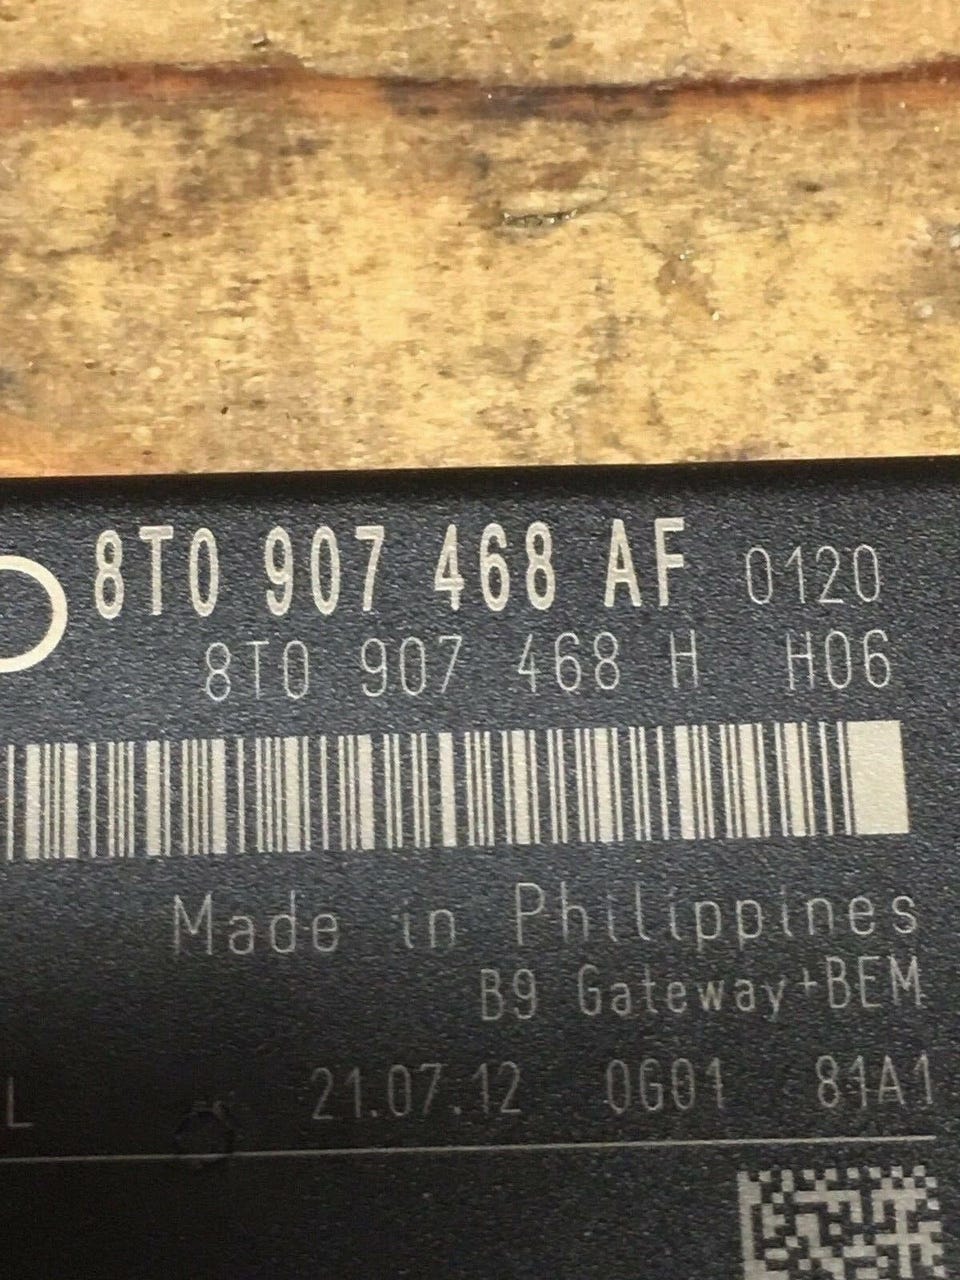 8T0 907 468 AF 0120
8T0 907 468 H H06
Made in Philippines
B9 Gateway+BEM
L 21.07.12 0G01 81A1